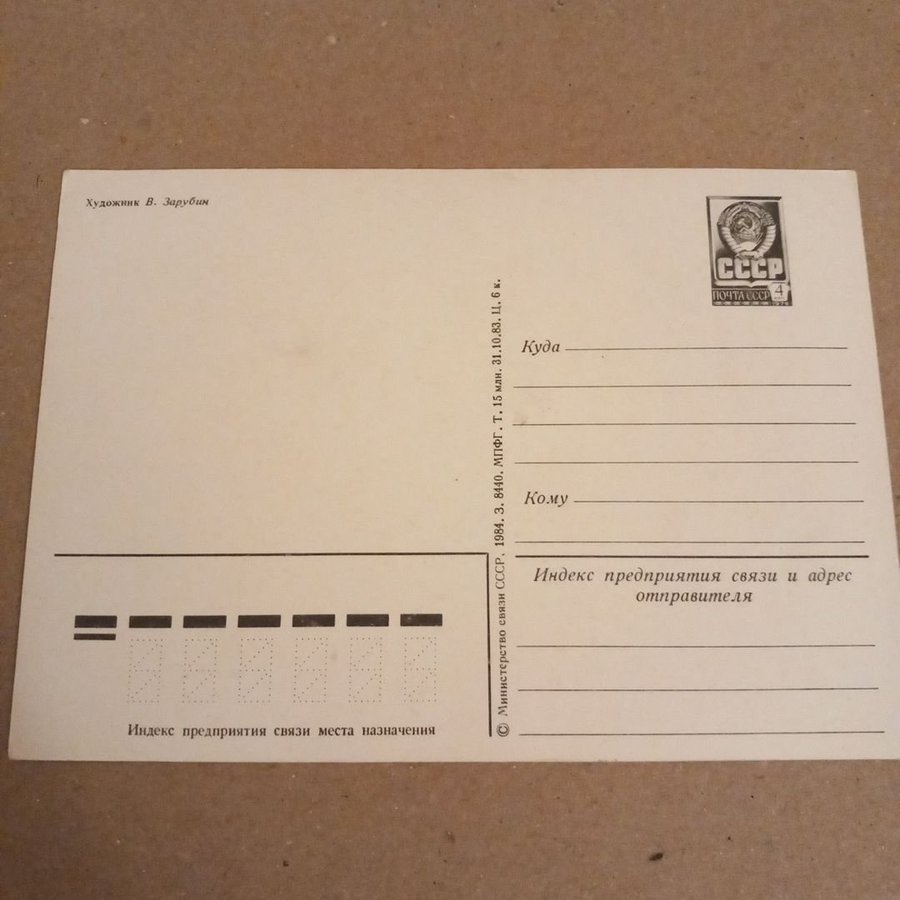 Художник В. Зарубин
СССР
ПОЧТА СССР 4
Куда
Кому
© Министерство связи СССР, 1984. З. 8440. МПФГ. Т. 15 млн. 31.10.83. Ц. 6 к.
Индекс предприятия связи и адрес
отправителя
Индекс предприятия связи места назначения